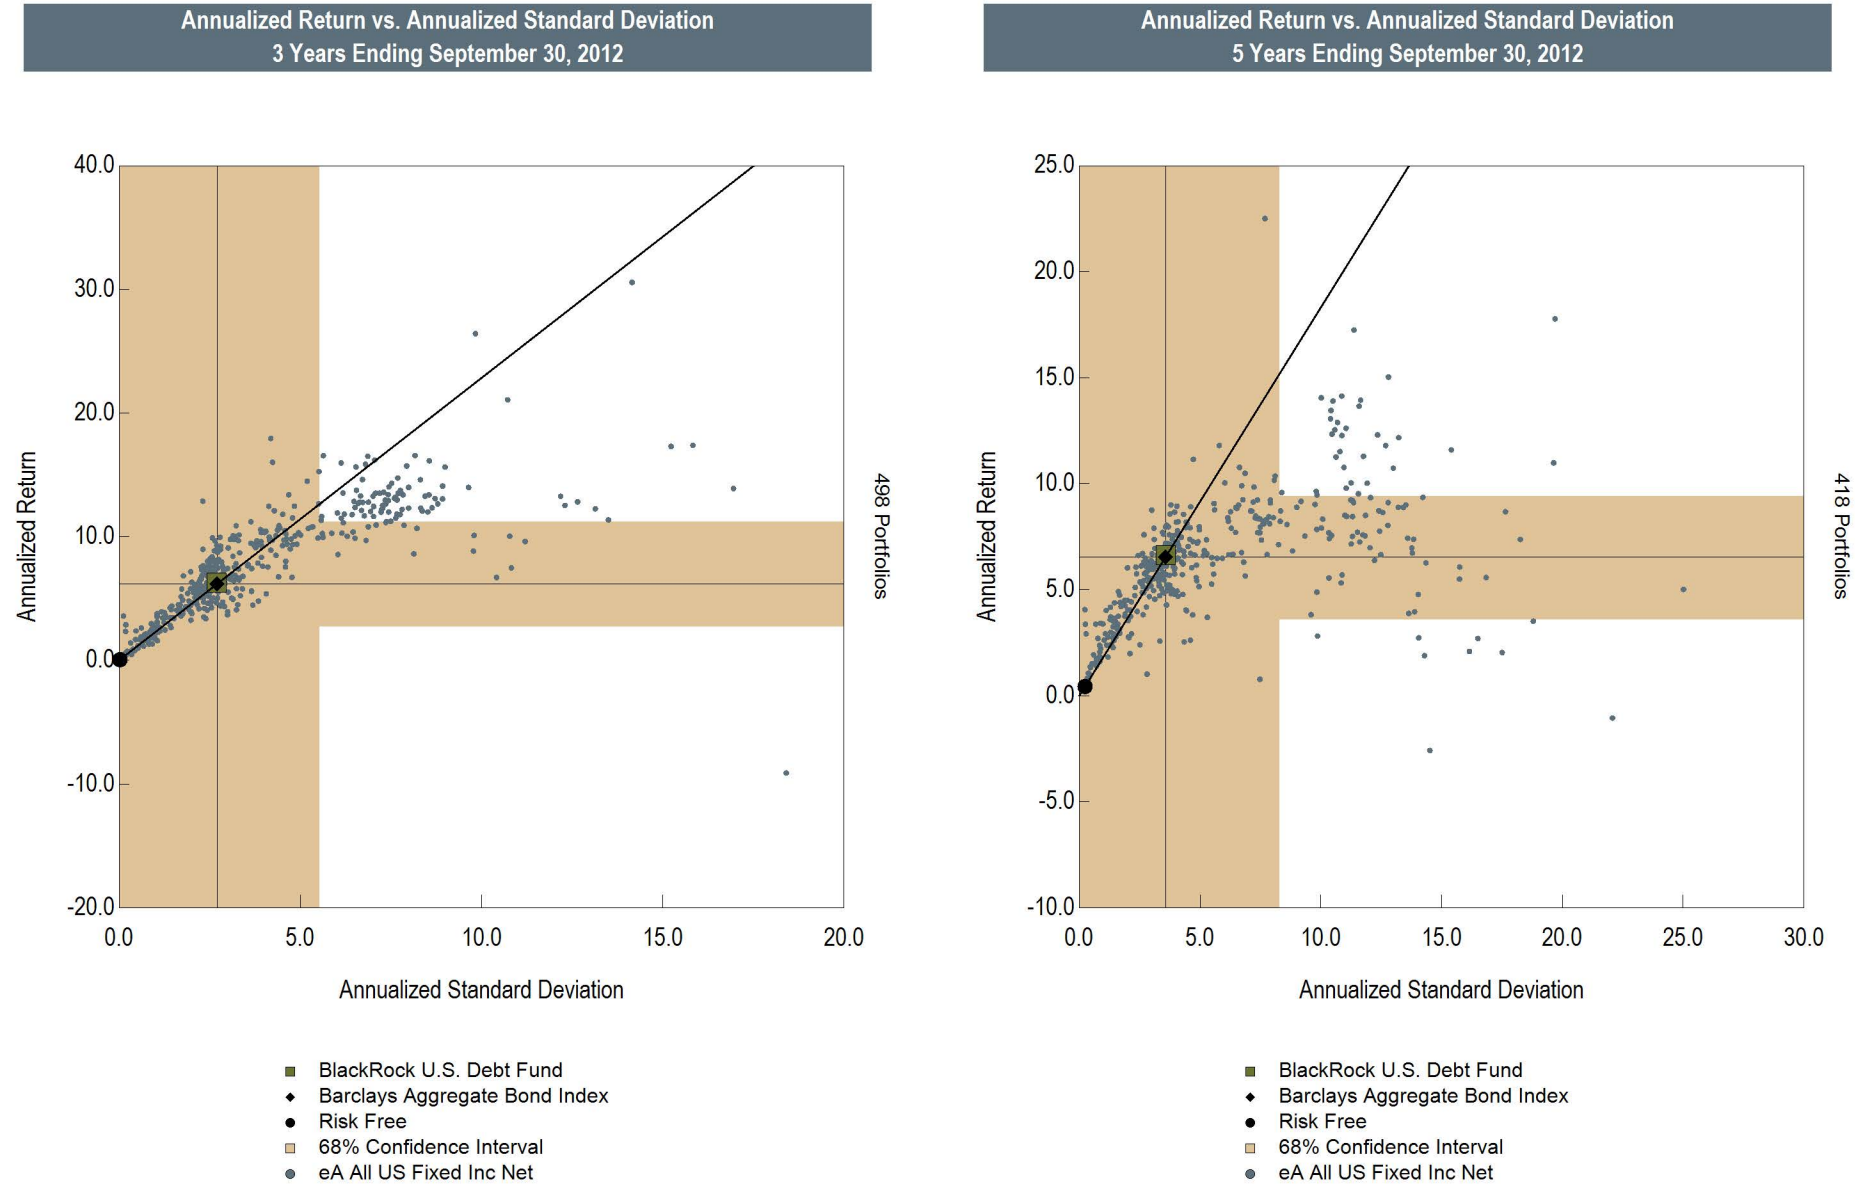 Annualized Return vs. Annualized Standard Deviation
3 Years Ending September 30, 2012
40.0
30.0
20.0
10.0
0.0
-10.0
-20.0
0.0 5.0 10.0 15.0 20.0
Annualized Return
Annualized Standard Deviation
498 Portfolios
BlackRock U.S. Debt Fund
Barclays Aggregate Bond Index
Risk Free
68% Confidence Interval
eA All US Fixed Inc Net
Annualized Return vs. Annualized Standard Deviation
5 Years Ending September 30, 2012
25.0
20.0
15.0
10.0
5.0
0.0
-5.0
-10.0
0.0 5.0 10.0 15.0 20.0 25.0 30.0
Annualized Return
Annualized Standard Deviation
418 Portfolios
BlackRock U.S. Debt Fund
Barclays Aggregate Bond Index
Risk Free
68% Confidence Interval
eA All US Fixed Inc Net